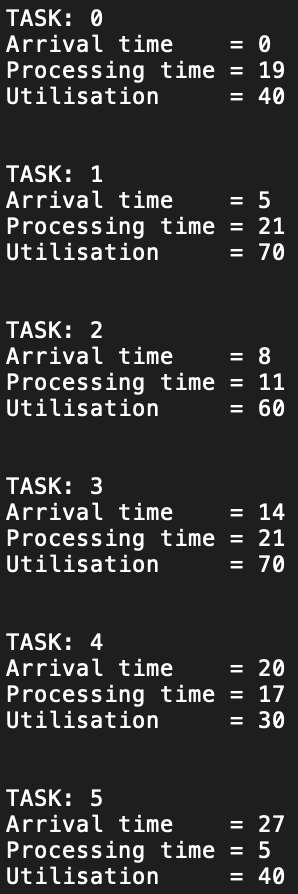 TASK: 0
Arrival time    = 0
Processing time = 19
Utilisation     = 40
TASK: 1
Arrival time    = 5
Processing time = 21
Utilisation     = 70
TASK: 2
Arrival time    = 8
Processing time = 11
Utilisation     = 60
TASK: 3
Arrival time    = 14
Processing time = 21
Utilisation     = 70
TASK: 4
Arrival time    = 20
Processing time = 17
Utilisation     = 30
TASK: 5
Arrival time    = 27
Processing time = 5
Utilisation     = 40